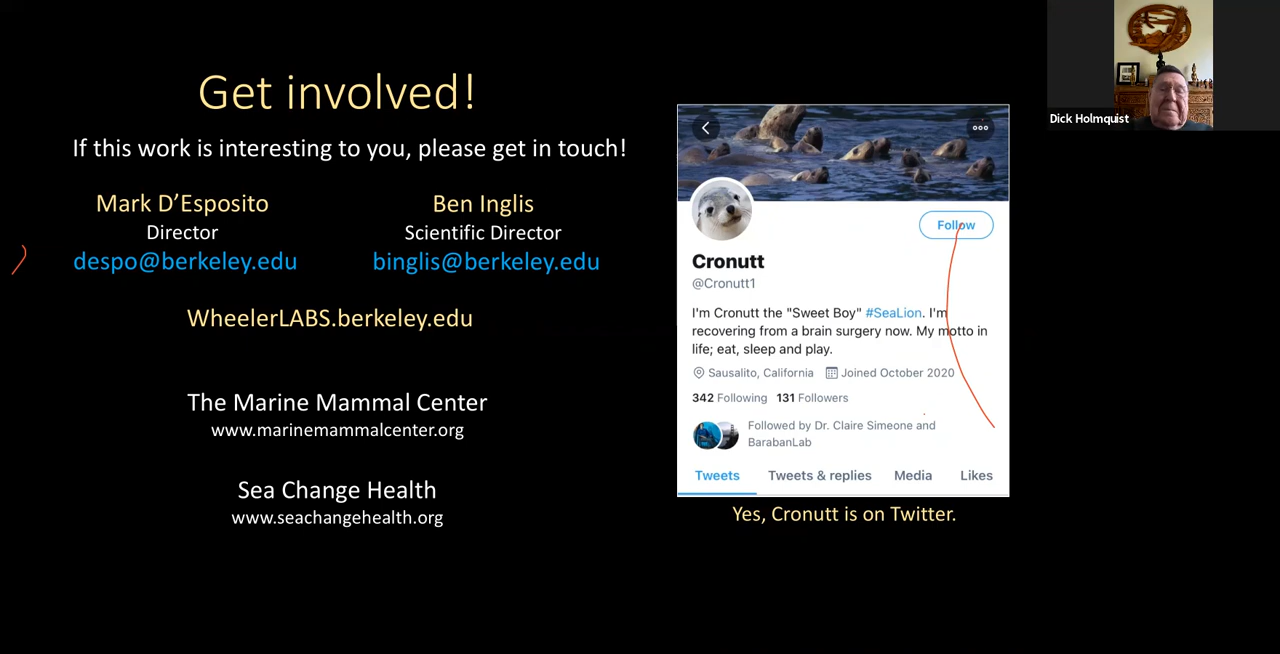 Get involved!
If this work is interesting to you, please get in touch!
Mark D’Esposito
Director
despo@berkeley.edu
Ben Inglis
Scientific Director
binglis@berkeley.edu
WheelerLABS.berkeley.edu
The Marine Mammal Center
www.marinemammalcenter.org
Sea Change Health
www.seachangehealth.org
Follow
Cronutt
@Cronutt1
I'm Cronutt the "Sweet Boy" #SeaLion. I'm
recovering from a brain surgery now. My motto in
life; eat, sleep and play.
Sausalito, California Joined October 2020
342 Following 131 Followers
Followed by Dr. Claire Simeone and
BarabanLab
Tweets Tweets & replies Media Likes
Yes, Cronutt is on Twitter.
Dick Holmquist